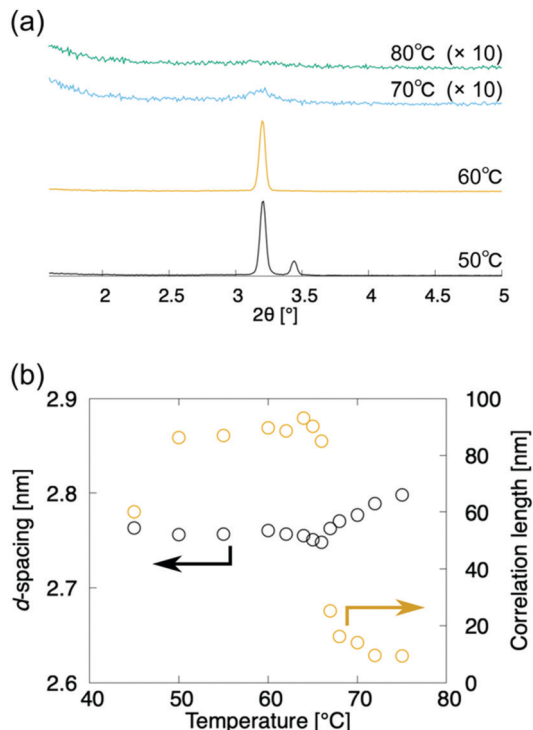 (a)
80°C (× 10)
70°C (× 10)
60°C
50°C
2 2.5 3 3.5 4 4.5 5
2θ [°]
(b)
2.9
2.8
2.7
2.6
d-spacing [nm]
100
80
60
40
20
0
Correlation length [nm]
40 50 60 70 80
Temperature [°C]